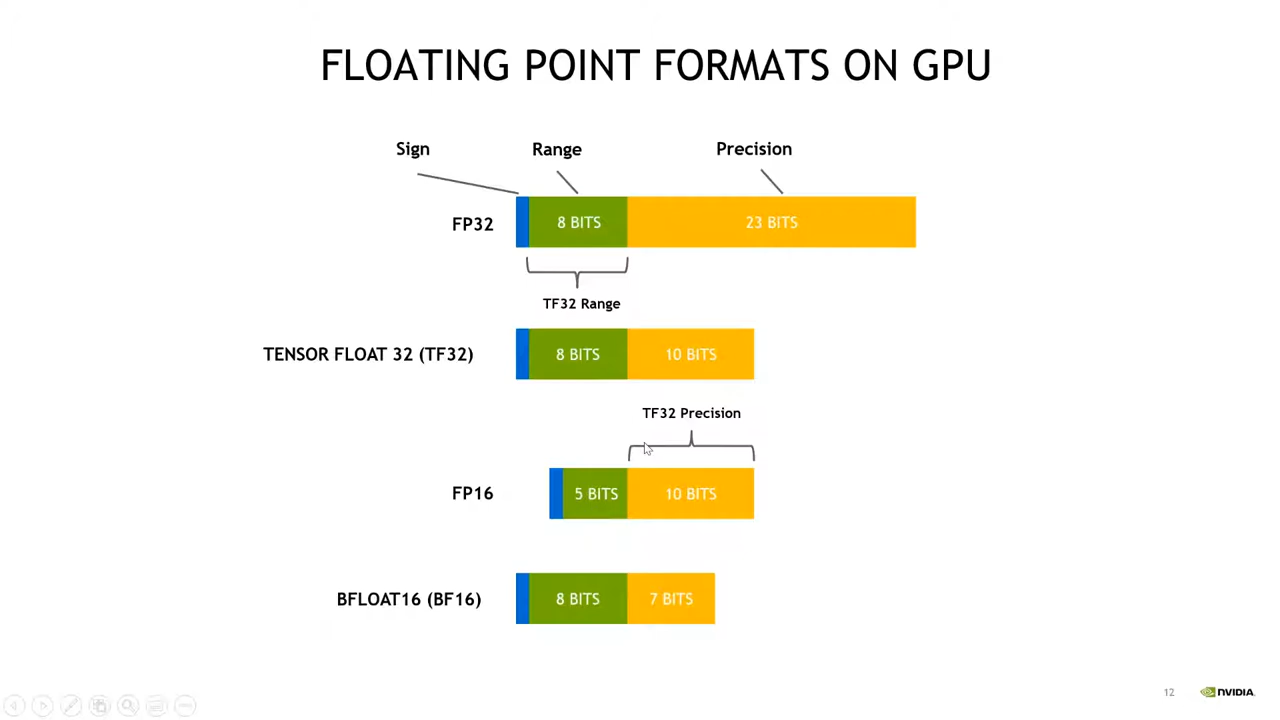 FLOATING POINT FORMATS ON GPU
Sign Range Precision
FP32 8 BITS 23 BITS
TF32 Range
TENSOR FLOAT 32 (TF32) 8 BITS 10 BITS
TF32 Precision
FP16 5 BITS 10 BITS
BFLOAT16 (BF16) 8 BITS 7 BITS
12 NVIDIA.